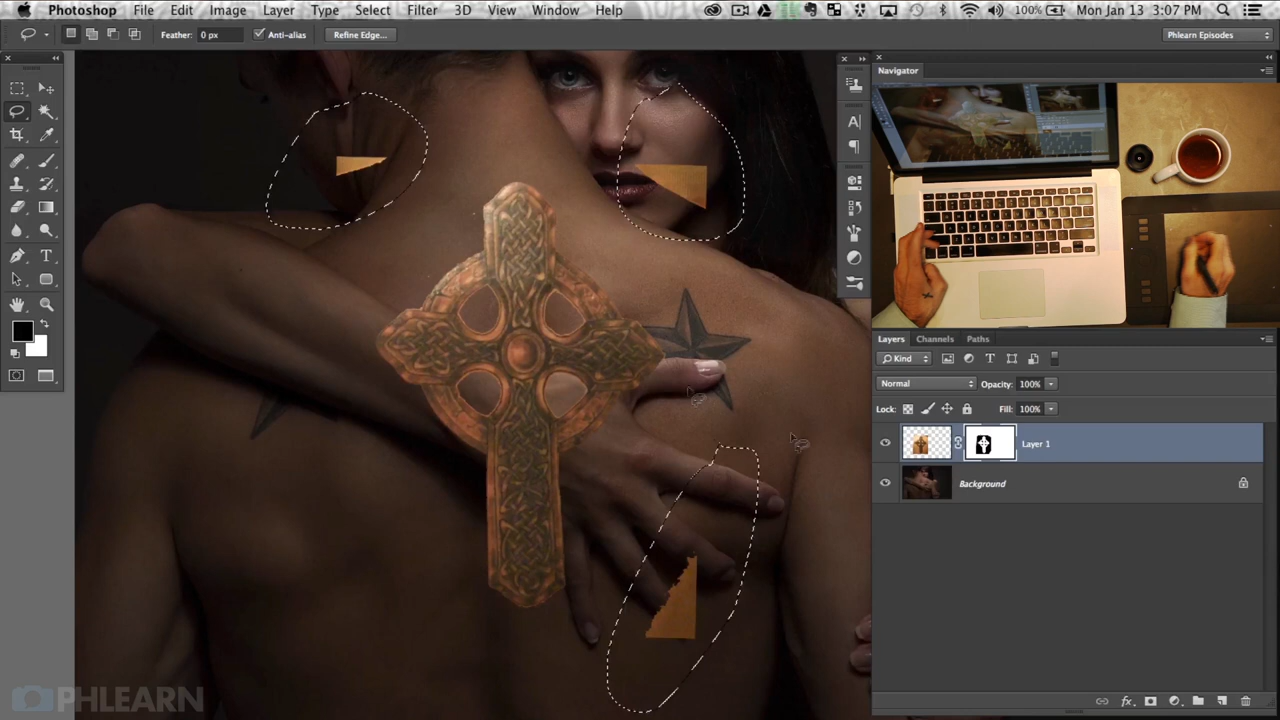 Photoshop File Edit Image Layer Type Select Filter 3D View Window Help 100% Mon Jan 13 3:07 PM
Feather: 0 px Anti-alias Refine Edge... Phlearn Episodes
Navigator
Layers Channels Paths
Kind
Normal Opacity: 100%
Lock: Fill: 100%
Layer 1
Background
PHLEARN